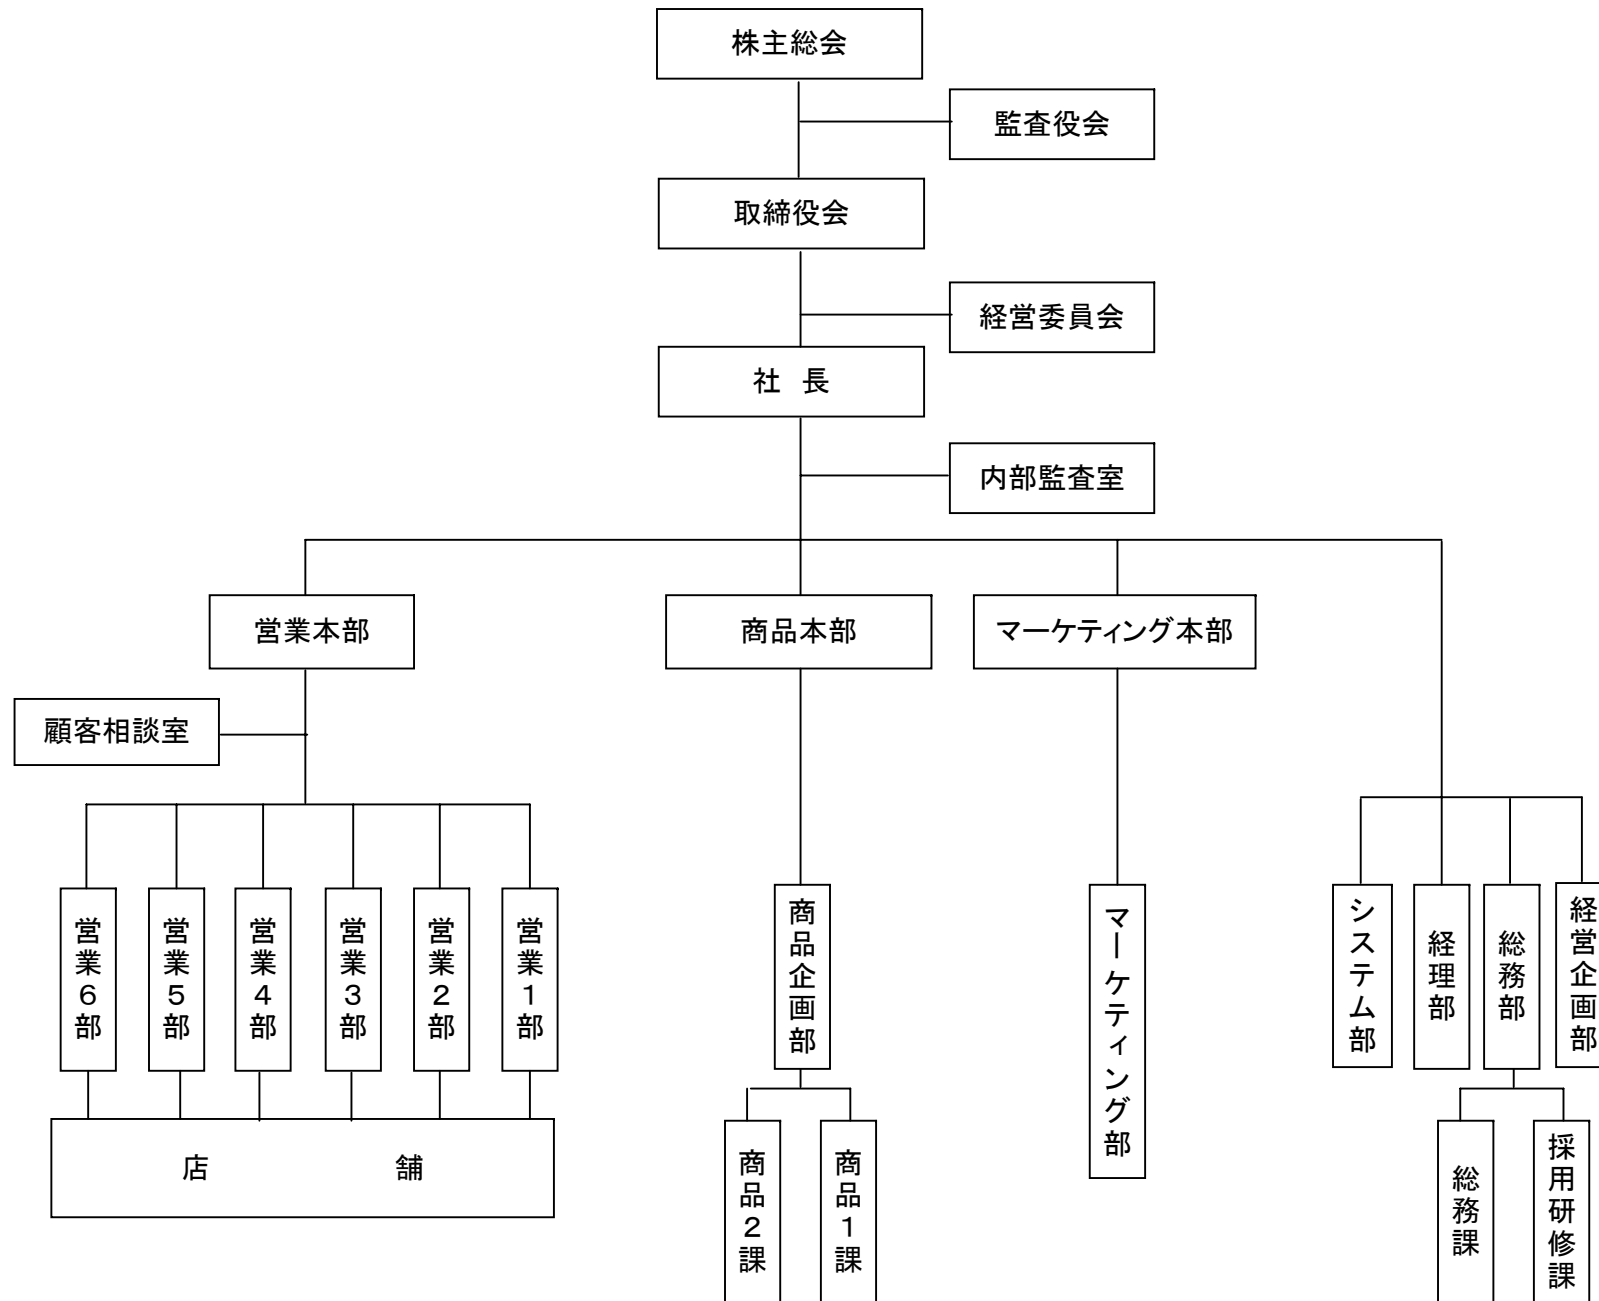 株主総会
監査役会
取締役会
経営委員会
社 長
内部監査室
営業本部
商品本部
マーケティング本部
顧客相談室
営業6部
営業5部
営業4部
営業3部
営業2部
営業1部
商品企画部
マーケティング部
システム部
経理部
総務部
経営企画部
店 舗
商品2課
商品1課
総務課
採用研修課